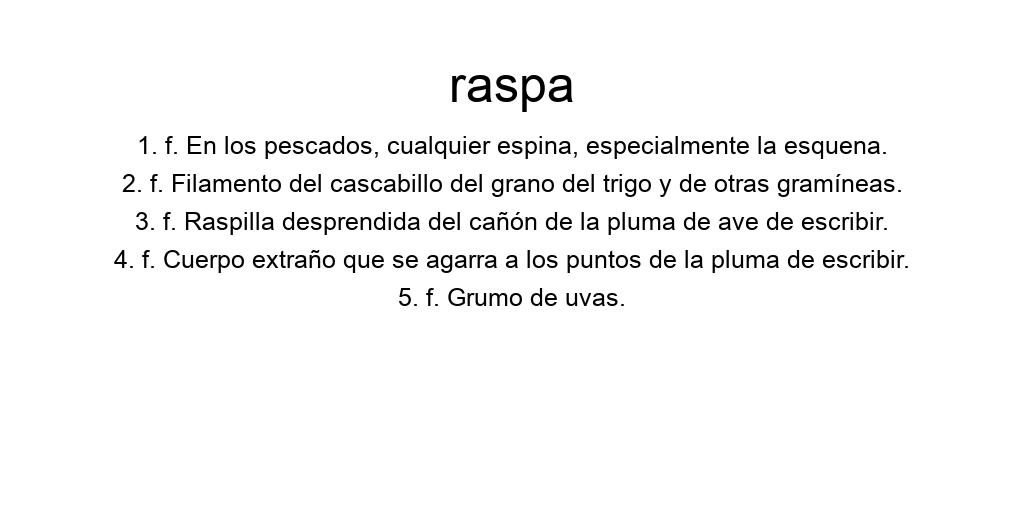 raspa
1. f. En los pescados, cualquier espina, especialmente la esquena.
2. f. Filamento del cascabillo del grano del trigo y de otras gramíneas.
3. f. Raspilla desprendida del cañón de la pluma de ave de escribir.
4. f. Cuerpo extraño que se agarra a los puntos de la pluma de escribir.
5. f. Grumo de uvas.